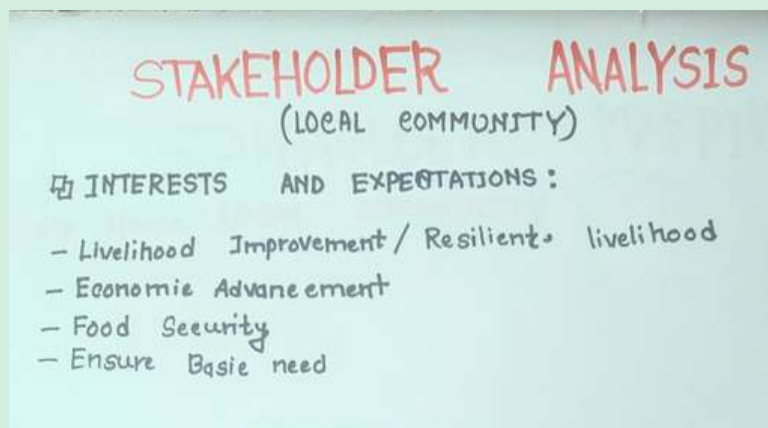 STAKEHOLDER ANALYSIS
(LOCAL COMMUNITY)
INTERESTS AND EXPECTATIONS :
- Livelihood Improvement / Resilient. livelihood
- Economic Advancement
- Food Security
- Ensure Basic need